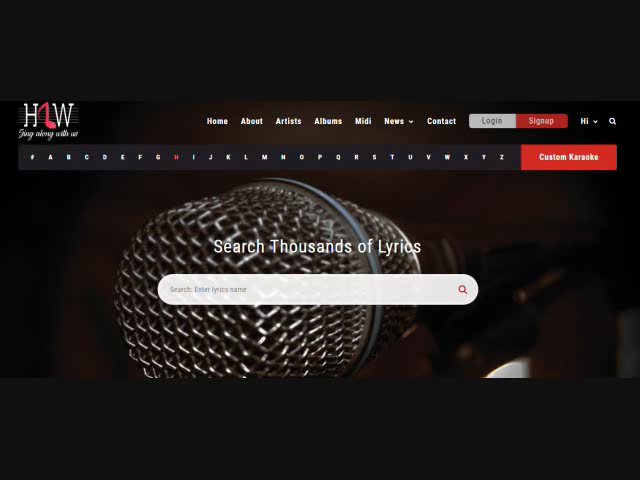 HLW
Sing along with us
Home About Artists Albums Midi News Contact Login Signup Hi
# A B C D E F G H I J K L M N O P Q R S T U V W X Y Z Custom Karaoke
Search Thousands of Lyrics
Search: Enter lyrics name